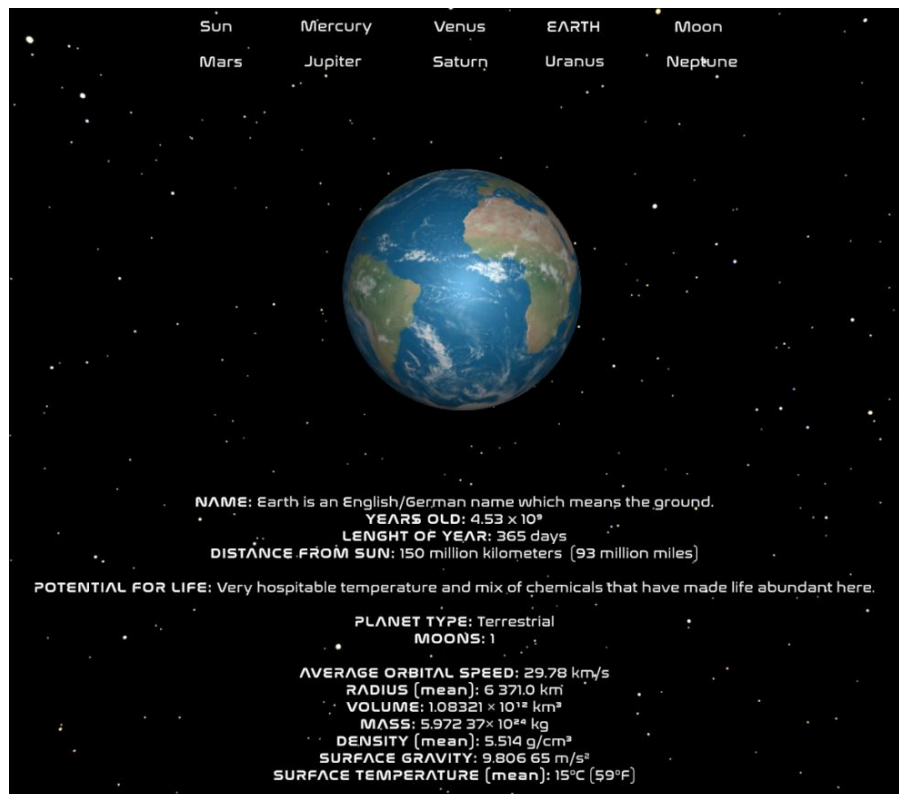 Sun Mercury Venus EARTH Moon
Mars Jupiter Saturn Uranus Neptune
NAME: Earth is an English/German name which means the ground.
YEARS OLD: 4.53 x 10⁹
LENGHT OF YEAR: 365 days
DISTANCE FROM SUN: 150 million kilometers (93 million miles)
POTENTIAL FOR LIFE: Very hospitable temperature and mix of chemicals that have made life abundant here.
PLANET TYPE: Terrestrial
MOONS: 1
AVERAGE ORBITAL SPEED: 29.78 km/s
RADIUS (mean): 6 371.0 km
VOLUME: 1.08321 × 10¹² km³
MASS: 5.972 37× 10²⁴ kg
DENSITY (mean): 5.514 g/cm³
SURFACE GRAVITY: 9.806 65 m/s²
SURFACE TEMPERATURE (mean): 15°C (59°F)